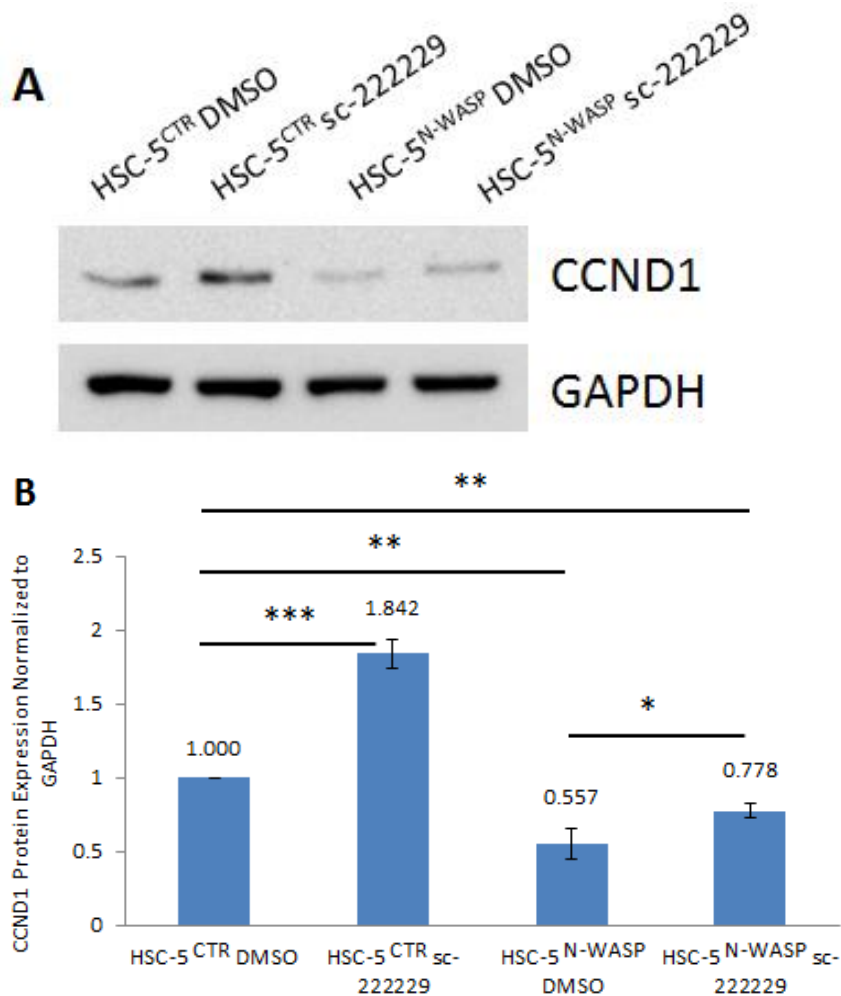 A
HSC-5CTR DMSO
HSC-5CTR sc-222229
HSC-5N-WASP DMSO
HSC-5N-WASP sc-222229
CCND1
GAPDH
B
**
**
***
*
CCND1 Protein Expression Normalized to
GAPDH
2.5
2
1.5
1
0.5
0
1.000
1.842
0.557
0.778
HSC-5 CTR DMSO
HSC-5 CTR sc-
222229
HSC-5 N-WASP
DMSO
HSC-5 N-WASP sc-
222229